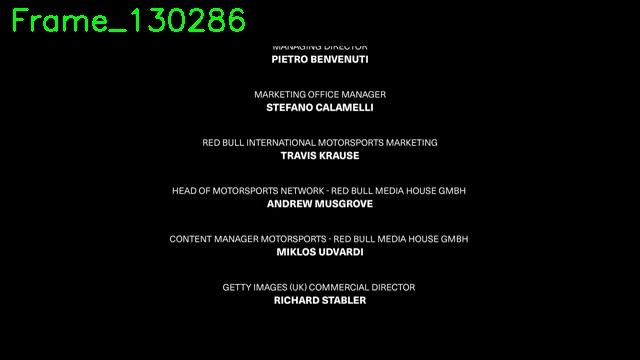 Frame_130286
MANAGING DIRECTOR
PIETRO BENVENUTI
MARKETING OFFICE MANAGER
STEFANO CALAMELLI
RED BULL INTERNATIONAL MOTORSPORTS MARKETING
TRAVIS KRAUSE
HEAD OF MOTORSPORTS NETWORK - RED BULL MEDIA HOUSE GMBH
ANDREW MUSGROVE
CONTENT MANAGER MOTORSPORTS - RED BULL MEDIA HOUSE GMBH
MIKLOS UDVARDI
GETTY IMAGES (UK) COMMERCIAL DIRECTOR
RICHARD STABLER